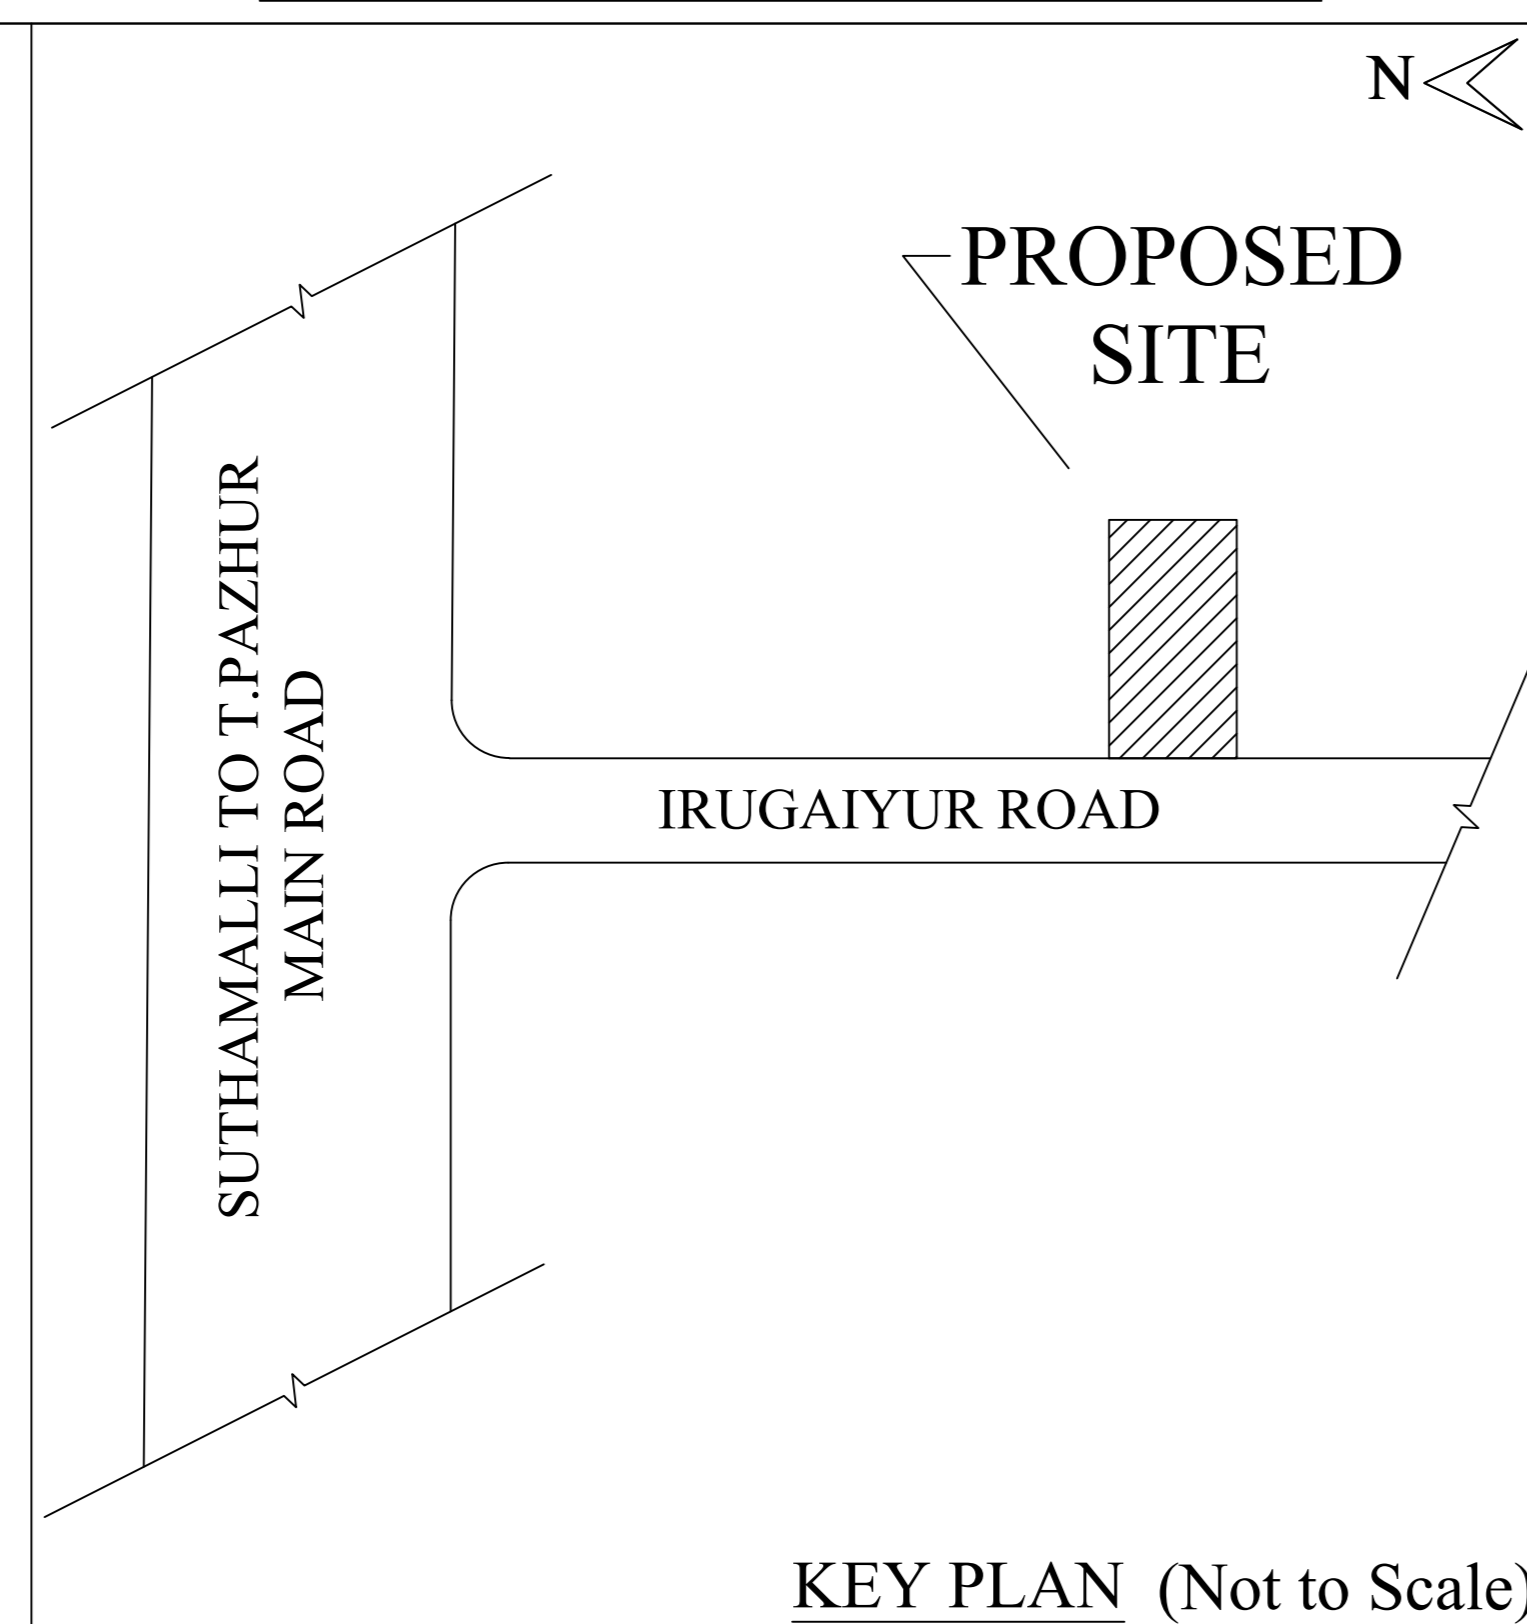 N
PROPOSED
SITE
SUTHAMALLI TO T.PAZHUR
MAIN ROAD
IRUGAIYUR ROAD
KEY PLAN (Not to Scale)